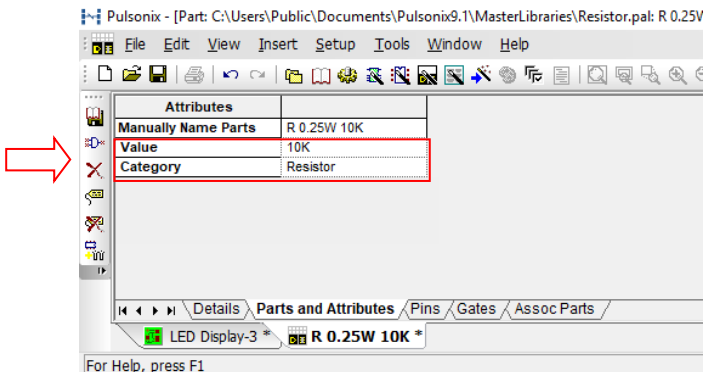 Pulsonix - [Part: C:\Users\Public\Documents\Pulsonix9.1\MasterLibraries\Resistor.pal: R 0.25W
File Edit View Insert Setup Tools Window Help
Attributes
Manually Name Parts R 0.25W 10K
Value 10K
Category Resistor
Details Parts and Attributes Pins Gates Assoc Parts
LED Display-3 * R 0.25W 10K *
For Help, press F1